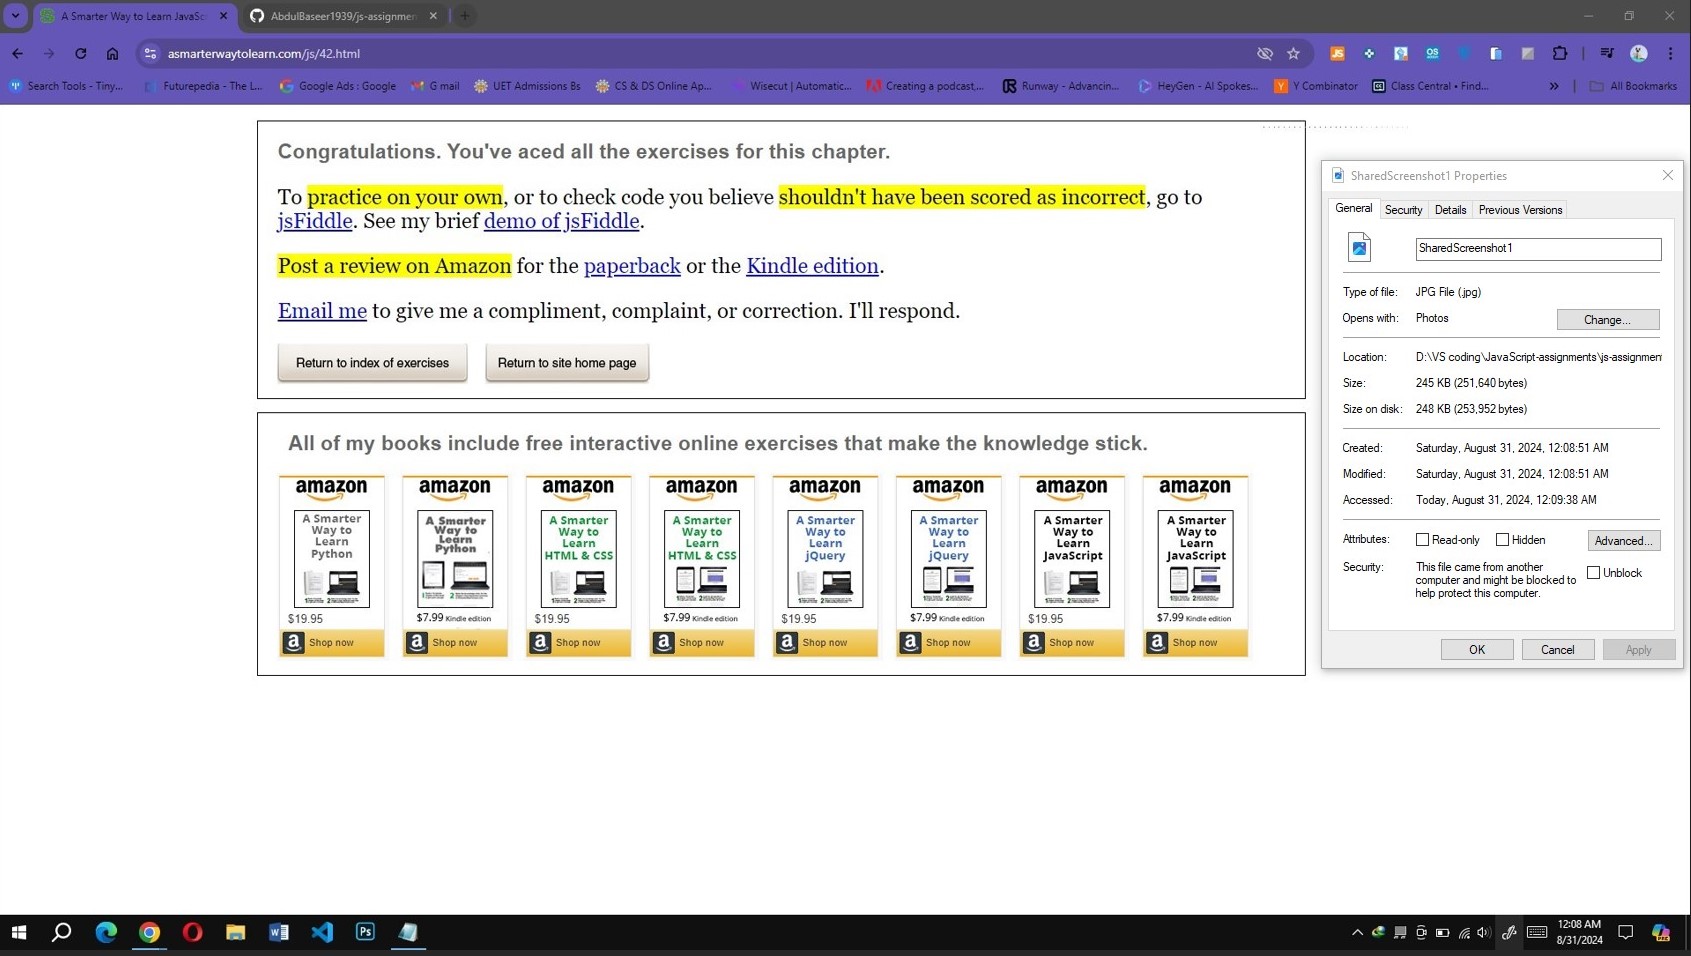 A Smarter Way to Learn JavaSc
AbdulBaseer1939/js-assignmen
asmarterwaytolearn.com/js/42.html
Search Tools - Tiny...
Futurepedia - The L...
Google Ads : Google
G mail
UET Admissions Bs
CS & DS Online Ap...
Wisecut | Automatic...
Creating a podcast,...
Runway - Advancin...
HeyGen - AI Spokes...
Y Combinator
Class Central • Find...
All Bookmarks
Congratulations. You've aced all the exercises for this chapter.
To practice on your own, or to check code you believe shouldn't have been scored as incorrect, go to
jsFiddle. See my brief demo of jsFiddle.
Post a review on Amazon for the paperback or the Kindle edition.
Email me to give me a compliment, complaint, or correction. I'll respond.
Return to index of exercises
Return to site home page
All of my books include free interactive online exercises that make the knowledge stick.
amazon
A Smarter
Way to
Learn
Python
$19.95
Shop now
amazon
A Smarter
Way to
Learn
Python
$7.99 Kindle edition
Shop now
amazon
A Smarter
Way to
Learn
HTML & CSS
$19.95
Shop now
amazon
A Smarter
Way to
Learn
HTML & CSS
$7.99 Kindle edition
Shop now
amazon
A Smarter
Way to
Learn
jQuery
$19.95
Shop now
amazon
A Smarter
Way to
Learn
jQuery
$7.99 Kindle edition
Shop now
amazon
A Smarter
Way to
Learn
JavaScript
$19.95
Shop now
amazon
A Smarter
Way to
Learn
JavaScript
$7.99 Kindle edition
Shop now
SharedScreenshot1 Properties
General Security Details Previous Versions
SharedScreenshot1
Type of file: JPG File (.jpg)
Opens with: Photos Change...
Location: D:\VS coding\JavaScript-assignments\js-assignment
Size: 245 KB (251,640 bytes)
Size on disk: 248 KB (253,952 bytes)
Created: Saturday, August 31, 2024, 12:08:51 AM
Modified: Saturday, August 31, 2024, 12:08:51 AM
Accessed: Today, August 31, 2024, 12:09:38 AM
Attributes: Read-only Hidden Advanced...
Security: This file came from another
computer and might be blocked to
help protect this computer.
Unblock
OK Cancel Apply
12:08 AM
8/31/2024